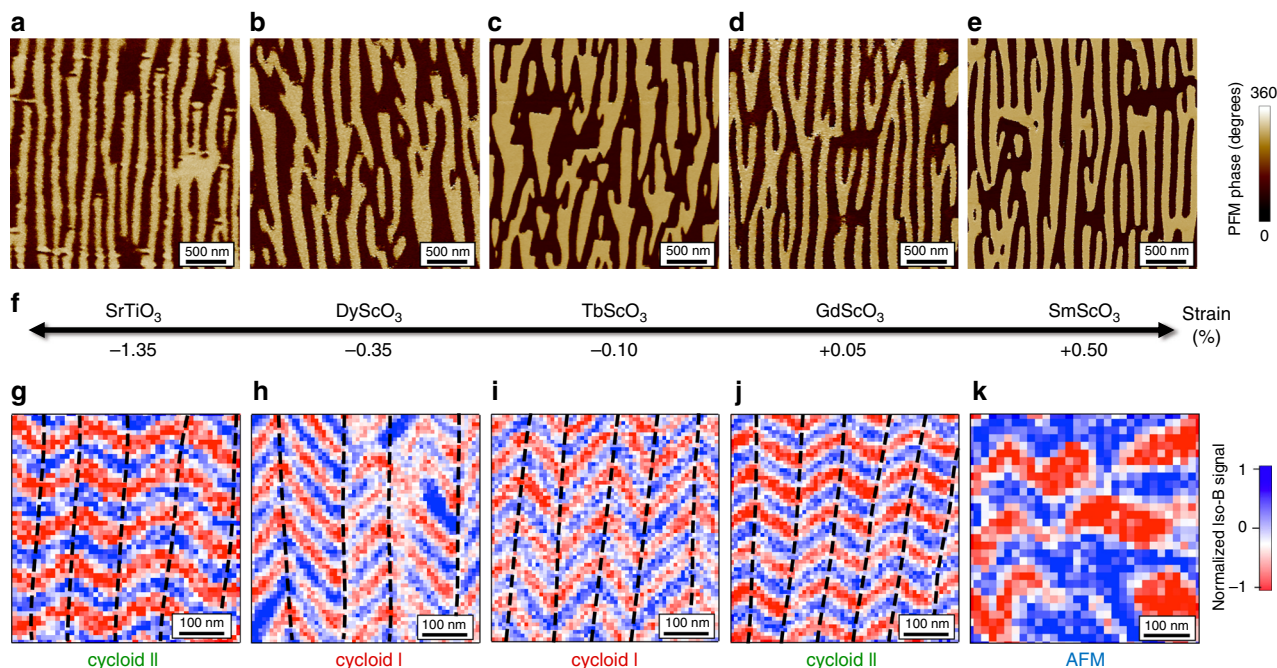 a b c d e
500 nm 500 nm 500 nm 500 nm 500 nm
360
PFM phase (degrees)
0
f
SrTiO₃ DyScO₃ TbScO₃ GdScO₃ SmScO₃ Strain
(%)
−1.35 −0.35 −0.10 +0.05 +0.50
g h i j k
1
0
−1
Normalized Iso-B signal
100 nm 100 nm 100 nm 100 nm 100 nm
cycloid II cycloid I cycloid I cycloid II AFM